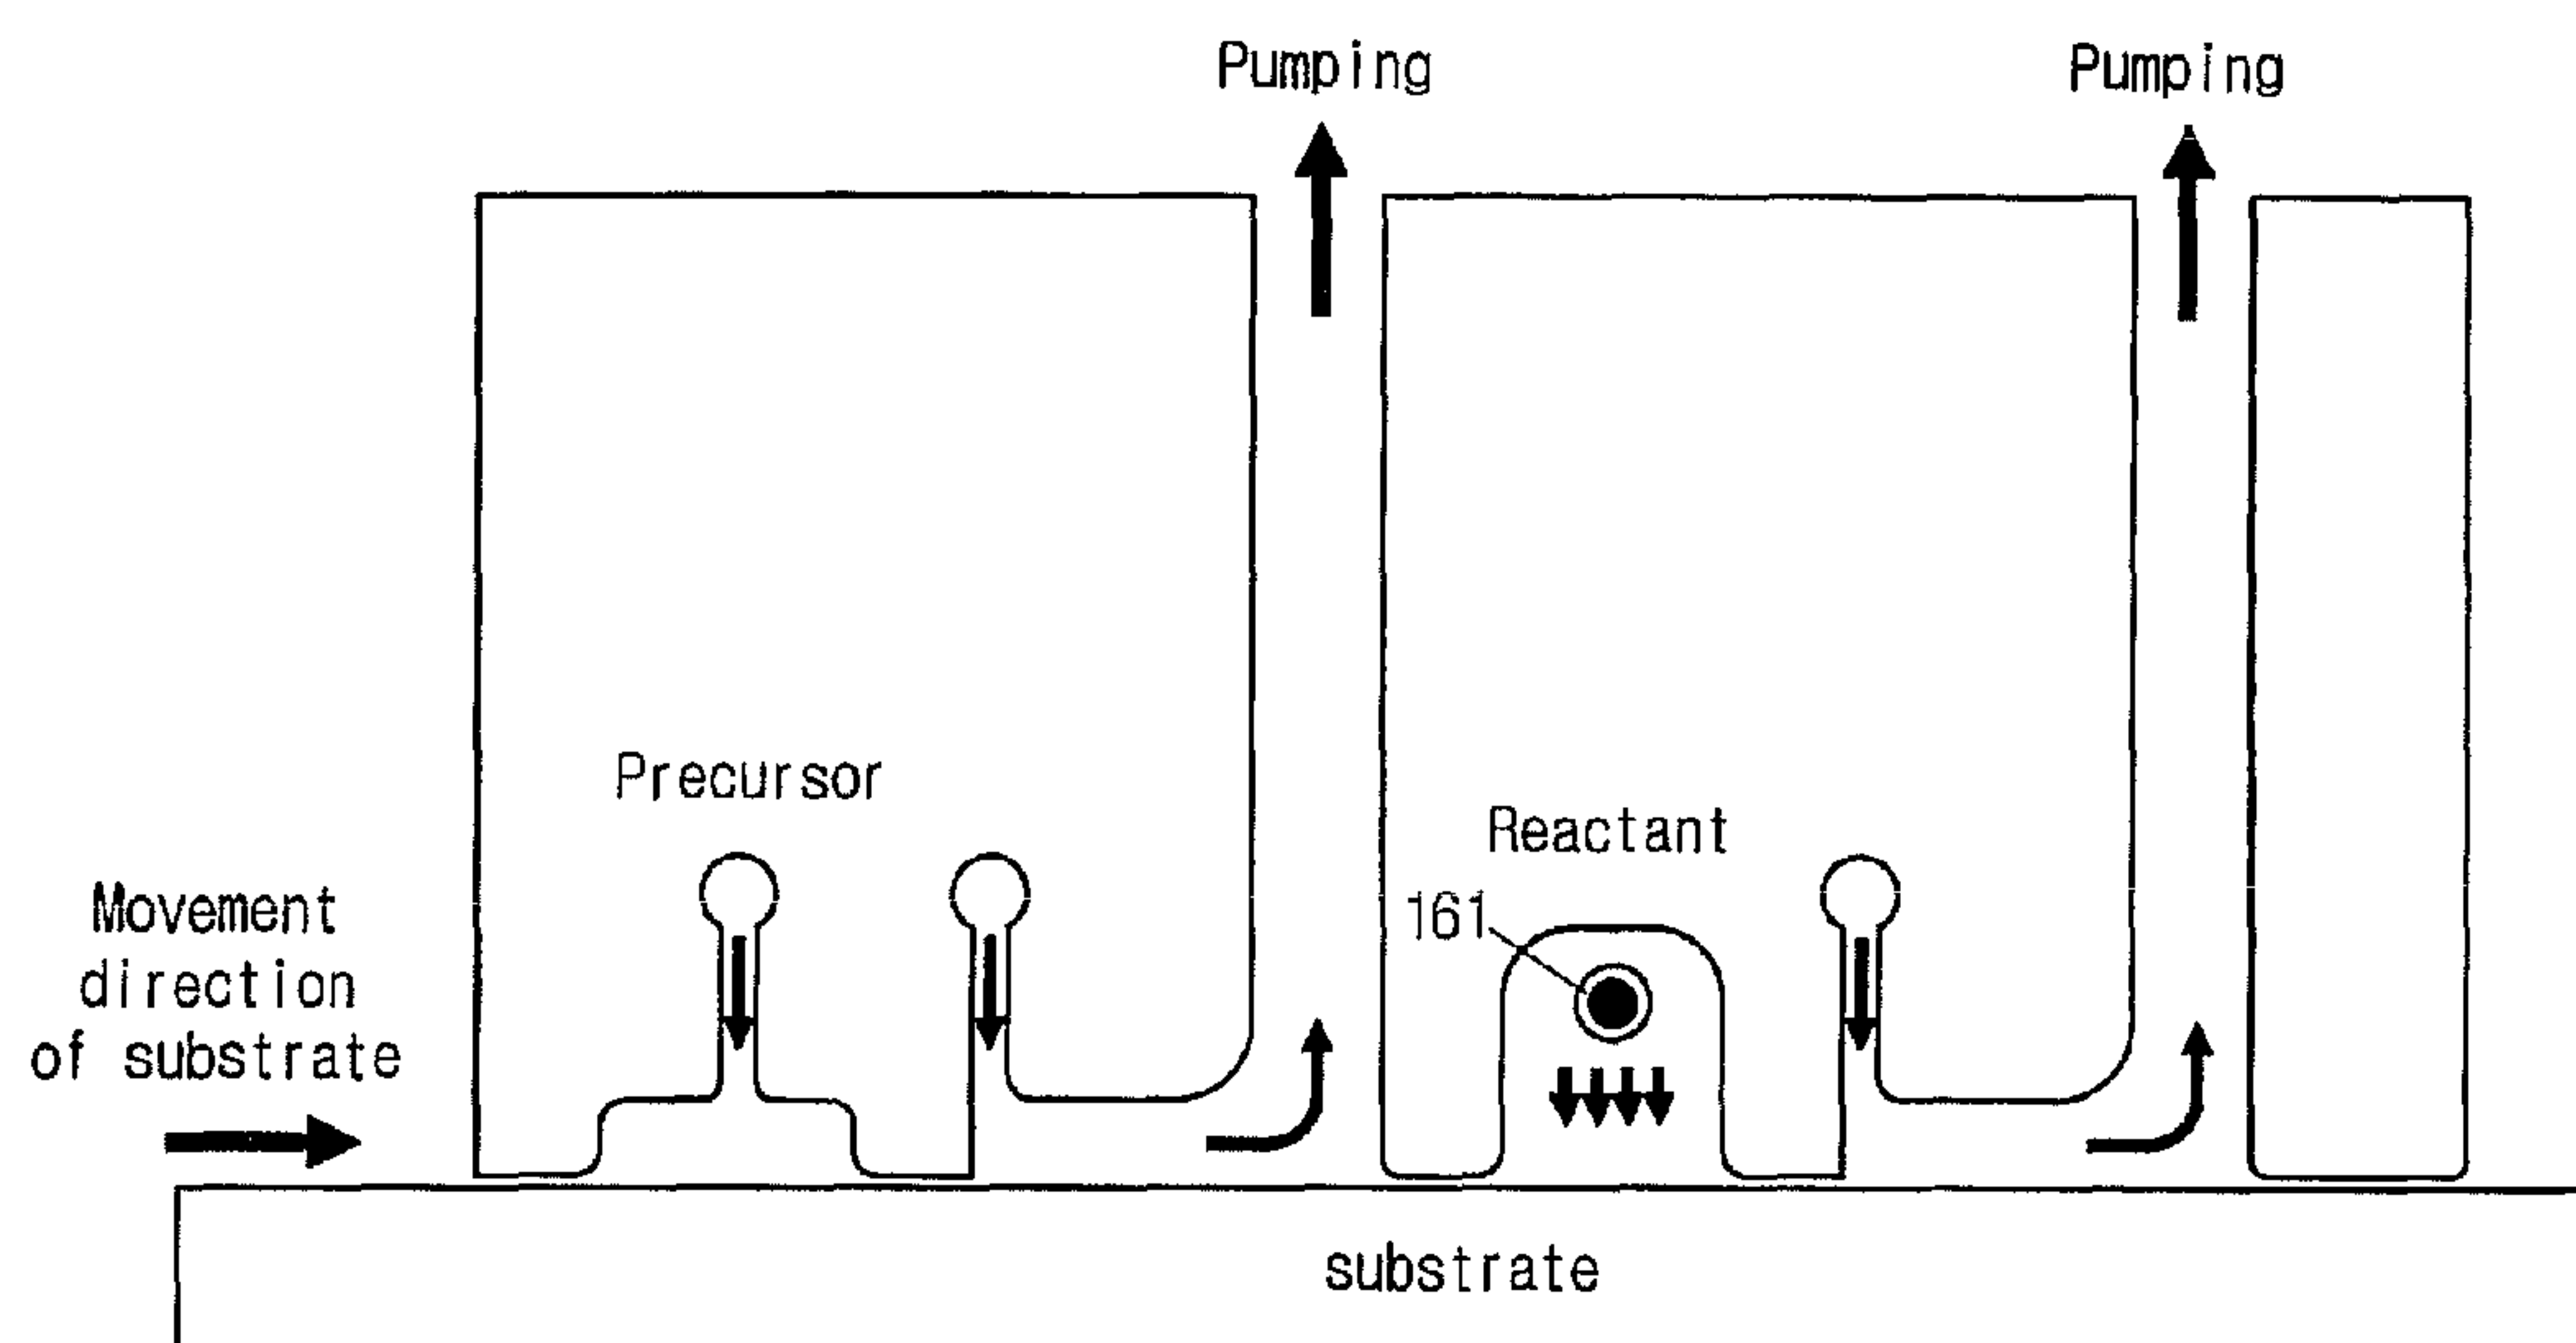 Pumping
Pumping
Precursor
Reactant
161
Movement
direction
of substrate
substrate